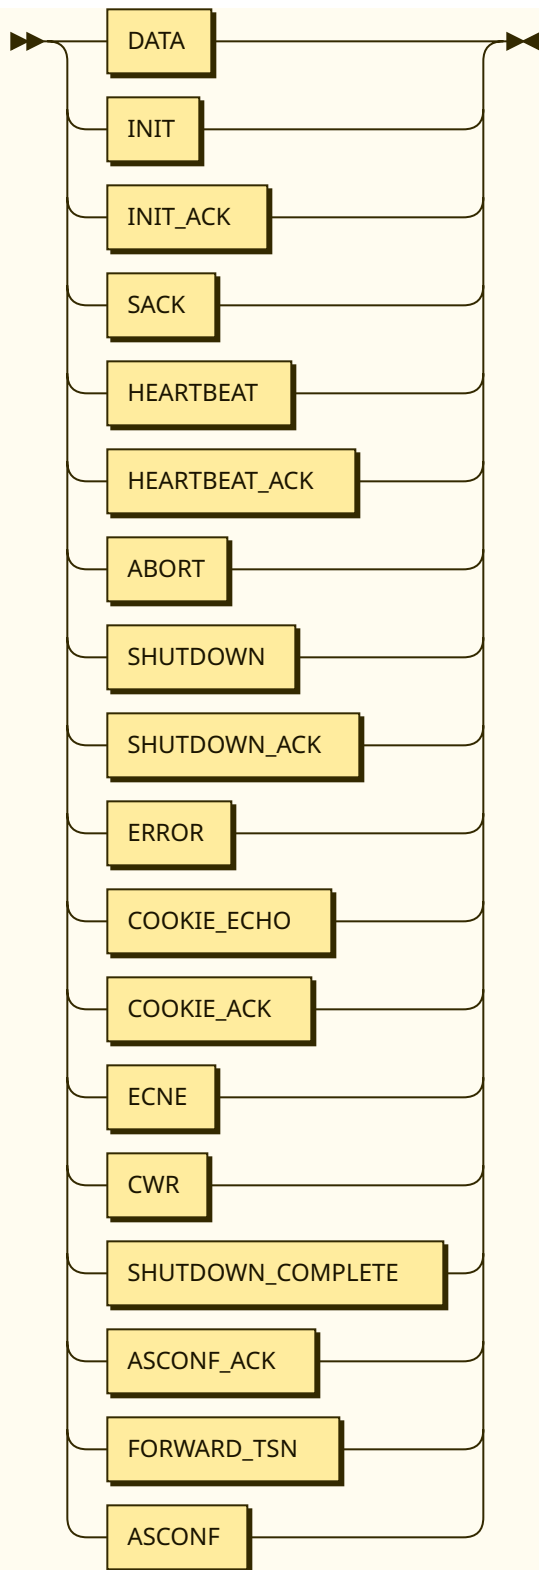 DATA
INIT
INIT_ACK
SACK
HEARTBEAT
HEARTBEAT_ACK
ABORT
SHUTDOWN
SHUTDOWN_ACK
ERROR
COOKIE_ECHO
COOKIE_ACK
ECNE
CWR
SHUTDOWN_COMPLETE
ASCONF_ACK
FORWARD_TSN
ASCONF